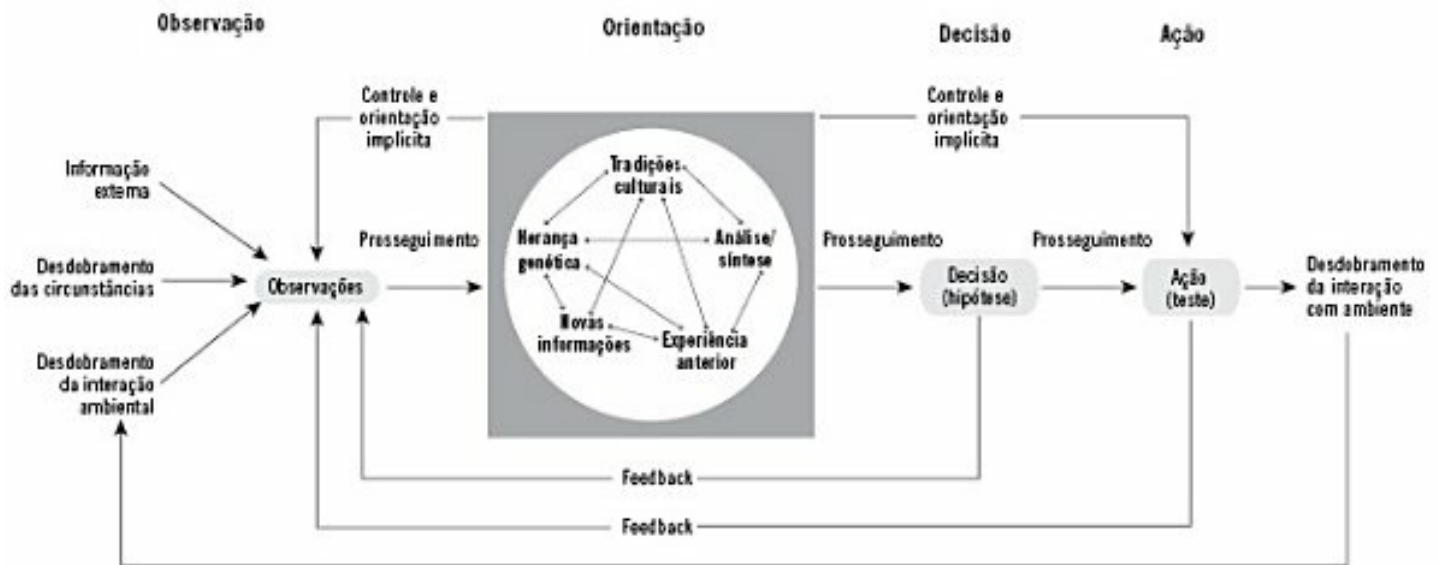 Observação
Orientação
Decisão
Ação
Controle e
orientação
implícita
Controle e
orientação
implícita
Informação
externa
Desdobramento
das circunstâncias
Desdobramento
da interação
ambiental
Observações
Prosseguimento
Tradições
culturais
Herança
genética
Análise/
síntese
Novas
informações
Experiência
anterior
Prosseguimento
Decisão
(hipótese)
Prosseguimento
Ação
(teste)
Desdobramento
da interação
com ambiente
Feedback
Feedback